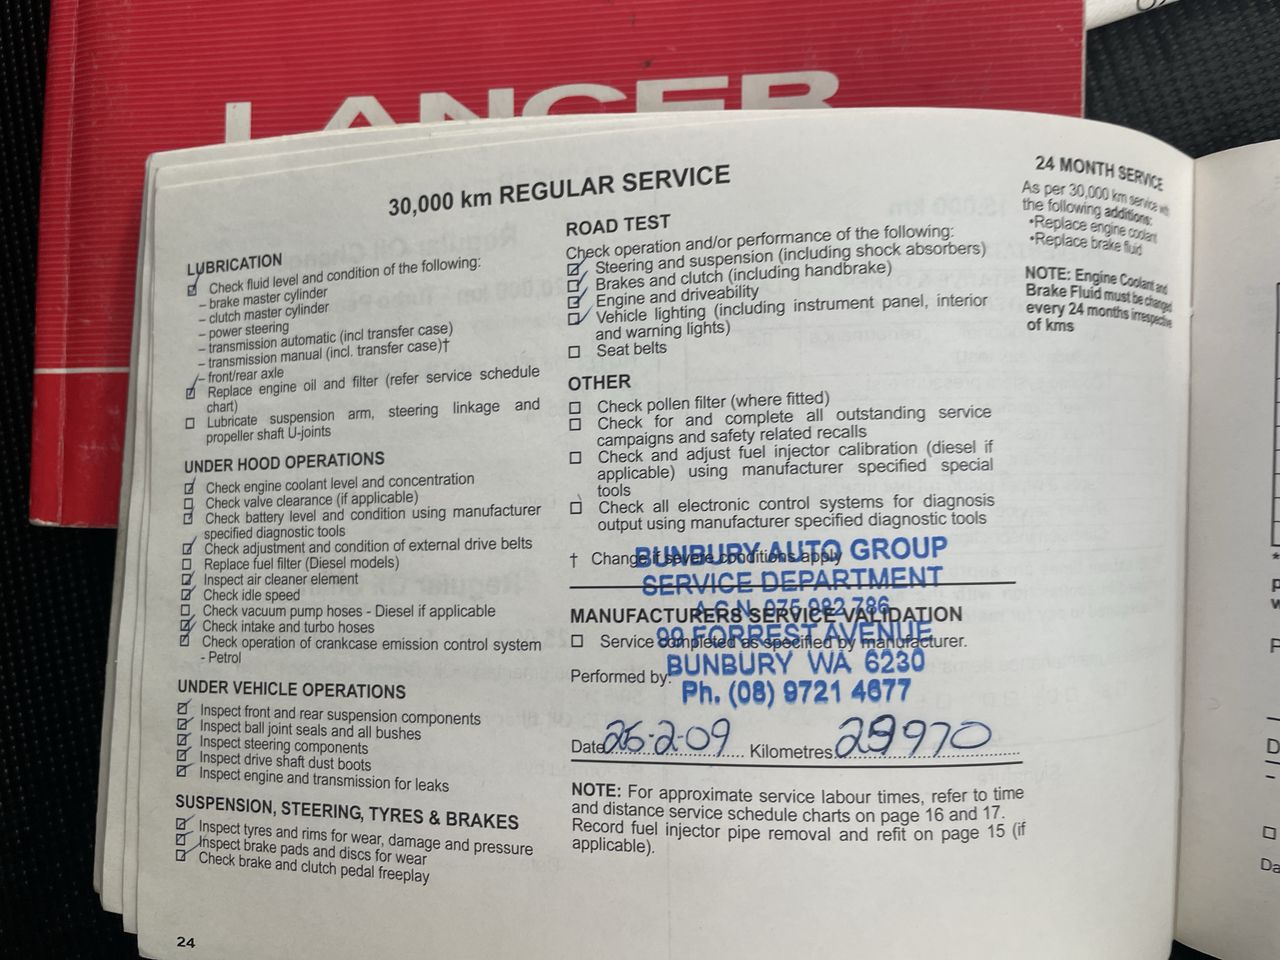 LANCER
30,000 km REGULAR SERVICE
LUBRICATION
Check fluid level and condition of the following:
– brake master cylinder
– clutch master cylinder
– power steering
– transmission automatic (incl transfer case)
– transmission manual (incl. transfer case)†
– front/rear axle
Replace engine oil and filter (refer service schedule
chart)
Lubricate suspension arm, steering linkage and
propeller shaft U-joints
UNDER HOOD OPERATIONS
Check engine coolant level and concentration
Check valve clearance (if applicable)
Check battery level and condition using manufacturer
specified diagnostic tools
Check adjustment and condition of external drive belts
Replace fuel filter (Diesel models)
Inspect air cleaner element
Check idle speed
Check vacuum pump hoses - Diesel if applicable
Check intake and turbo hoses
Check operation of crankcase emission control system
- Petrol
UNDER VEHICLE OPERATIONS
Inspect front and rear suspension components
Inspect ball joint seals and all bushes
Inspect steering components
Inspect drive shaft dust boots
Inspect engine and transmission for leaks
SUSPENSION, STEERING, TYRES & BRAKES
Inspect tyres and rims for wear, damage and pressure
Inspect brake pads and discs for wear
Check brake and clutch pedal freeplay
24
ROAD TEST
Check operation and/or performance of the following:
Steering and suspension (including shock absorbers)
Brakes and clutch (including handbrake)
Engine and driveability
Vehicle lighting (including instrument panel, interior
and warning lights)
Seat belts
OTHER
Check pollen filter (where fitted)
Check for and complete all outstanding service
campaigns and safety related recalls
Check and adjust fuel injector calibration (diesel if
applicable) using manufacturer specified special
tools
Check all electronic control systems for diagnosis
output using manufacturer specified diagnostic tools
† Change if severe conditions apply
BUNBURY AUTO GROUP
SERVICE DEPARTMENT
A.C.N. 075 982 786
MANUFACTURERS SERVICE VALIDATION
99 FORREST AVENUE
Service completed as specified by manufacturer.
BUNBURY WA 6230
Performed by:
Ph. (08) 9721 4677
Date 26-2-09 Kilometres 29970
NOTE: For approximate service labour times, refer to time
and distance service schedule charts on page 16 and 17.
Record fuel injector pipe removal and refit on page 15 (if
applicable).
24 MONTH SERVICE
As per 30,000 km service with
the following additions:
•Replace engine coolant
•Replace brake fluid
NOTE: Engine Coolant and
Brake Fluid must be changed
every 24 months irrespective
of kms